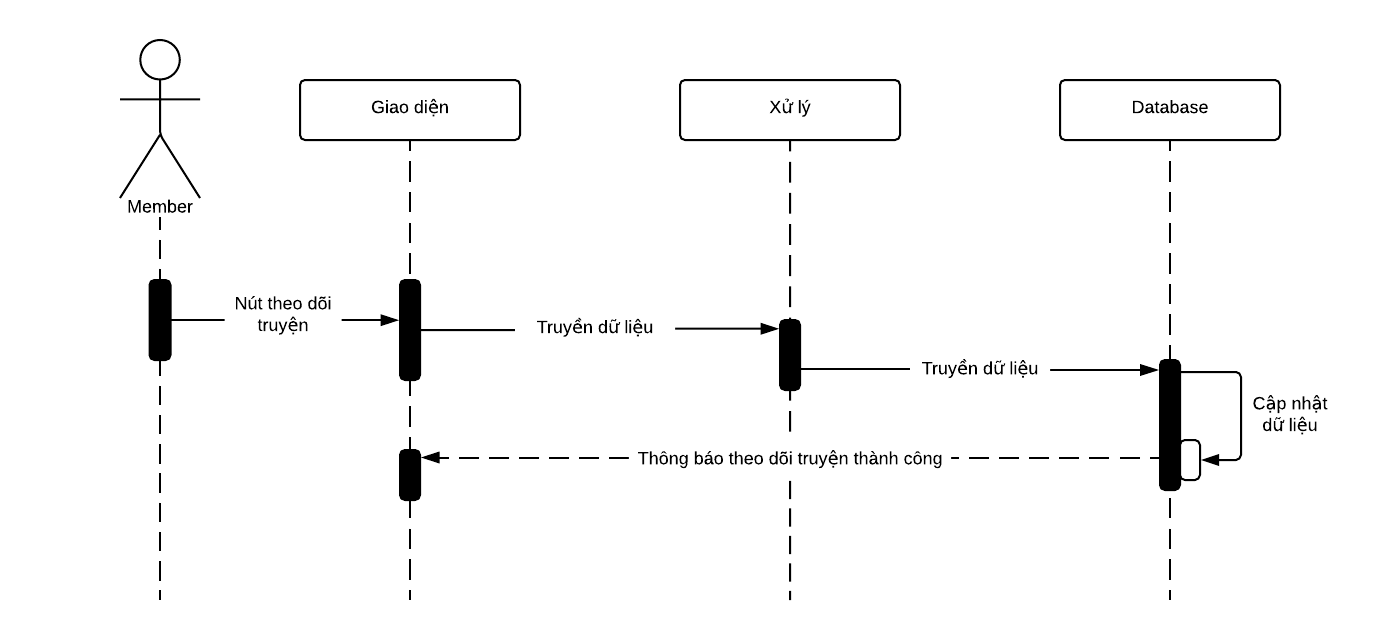 Giao diện
Xử lý
Database
Member
Nút theo dõi
truyện
Truyền dữ liệu
Truyền dữ liệu
Cập nhật
dữ liệu
Thông báo theo dõi truyện thành công